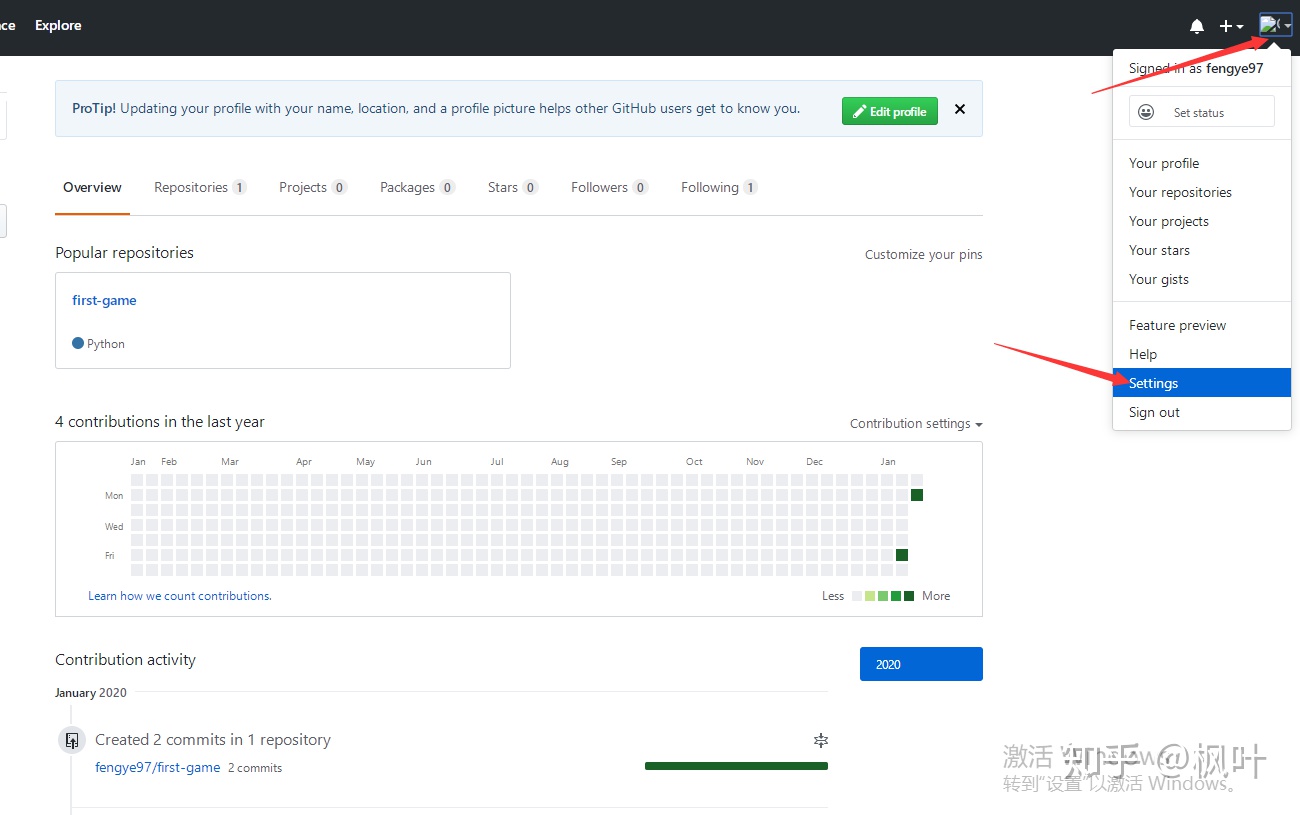 ce Explore
Signed in as fengye97
Set status
Your profile
Your repositories
Your projects
Your stars
Your gists
Feature preview
Help
Settings
Sign out
ProTip! Updating your profile with your name, location, and a profile picture helps other GitHub users get to know you.
Edit profile
Overview Repositories 1 Projects 0 Packages 0 Stars 0 Followers 0 Following 1
Popular repositories Customize your pins
first-game
Python
4 contributions in the last year Contribution settings
Jan Feb Mar Apr May Jun Jul Aug Sep Oct Nov Dec Jan
Mon
Wed
Fri
Learn how we count contributions. Less More
Contribution activity 2020
January 2020
Created 2 commits in 1 repository
fengye97/first-game 2 commits
激活 Windows
知乎 @枫叶
转到“设置”以激活 Windows。